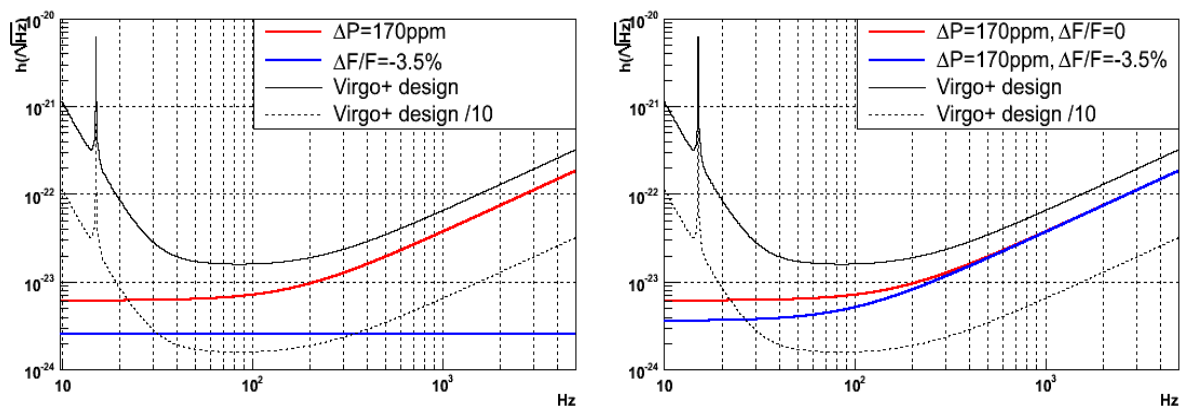 h(/√Hz)
10⁻²⁰
10⁻²¹
10⁻²²
10⁻²³
10⁻²⁴
ΔP=170ppm
ΔF/F=-3.5%
Virgo+ design
Virgo+ design /10
10
10²
10³
Hz
h(/√Hz)
10⁻²⁰
10⁻²¹
10⁻²²
10⁻²³
10⁻²⁴
ΔP=170ppm, ΔF/F=0
ΔP=170ppm, ΔF/F=-3.5%
Virgo+ design
Virgo+ design /10
10
10²
10³
Hz